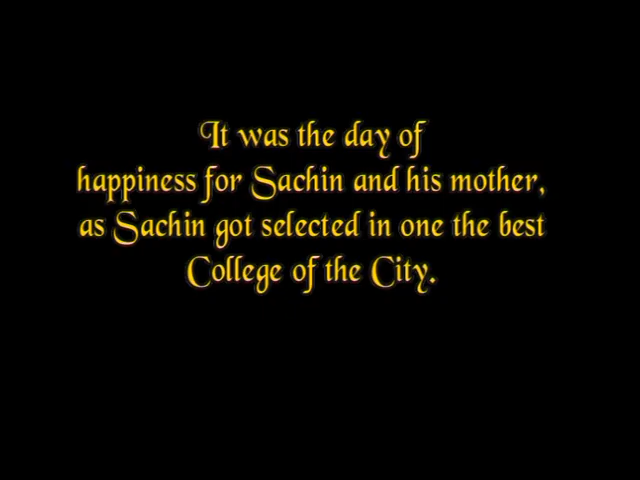 It was the day of
happiness for Sachin and his mother,
as Sachin got selected in one the best
College of the City.